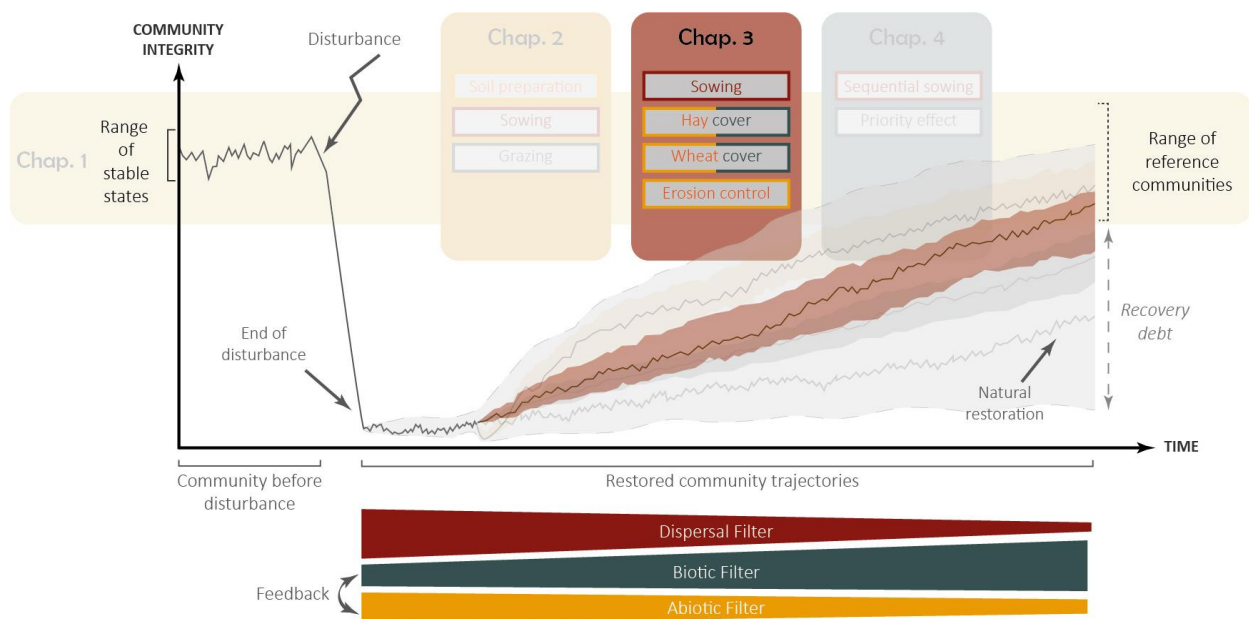 COMMUNITY
INTEGRITY
Disturbance
Chap. 2
Chap. 3
Chap. 4
Soil preparation
Sowing
Grazing
Sowing
Hay cover
Wheat cover
Erosion control
Sequential sowing
Priority effect
Chap. 1
Range
of
stable
states
Range of
reference
communities
Recovery
debt
End of
disturbance
Natural
restoration
TIME
Community before
disturbance
Restored community trajectories
Dispersal Filter
Biotic Filter
Abiotic Filter
Feedback